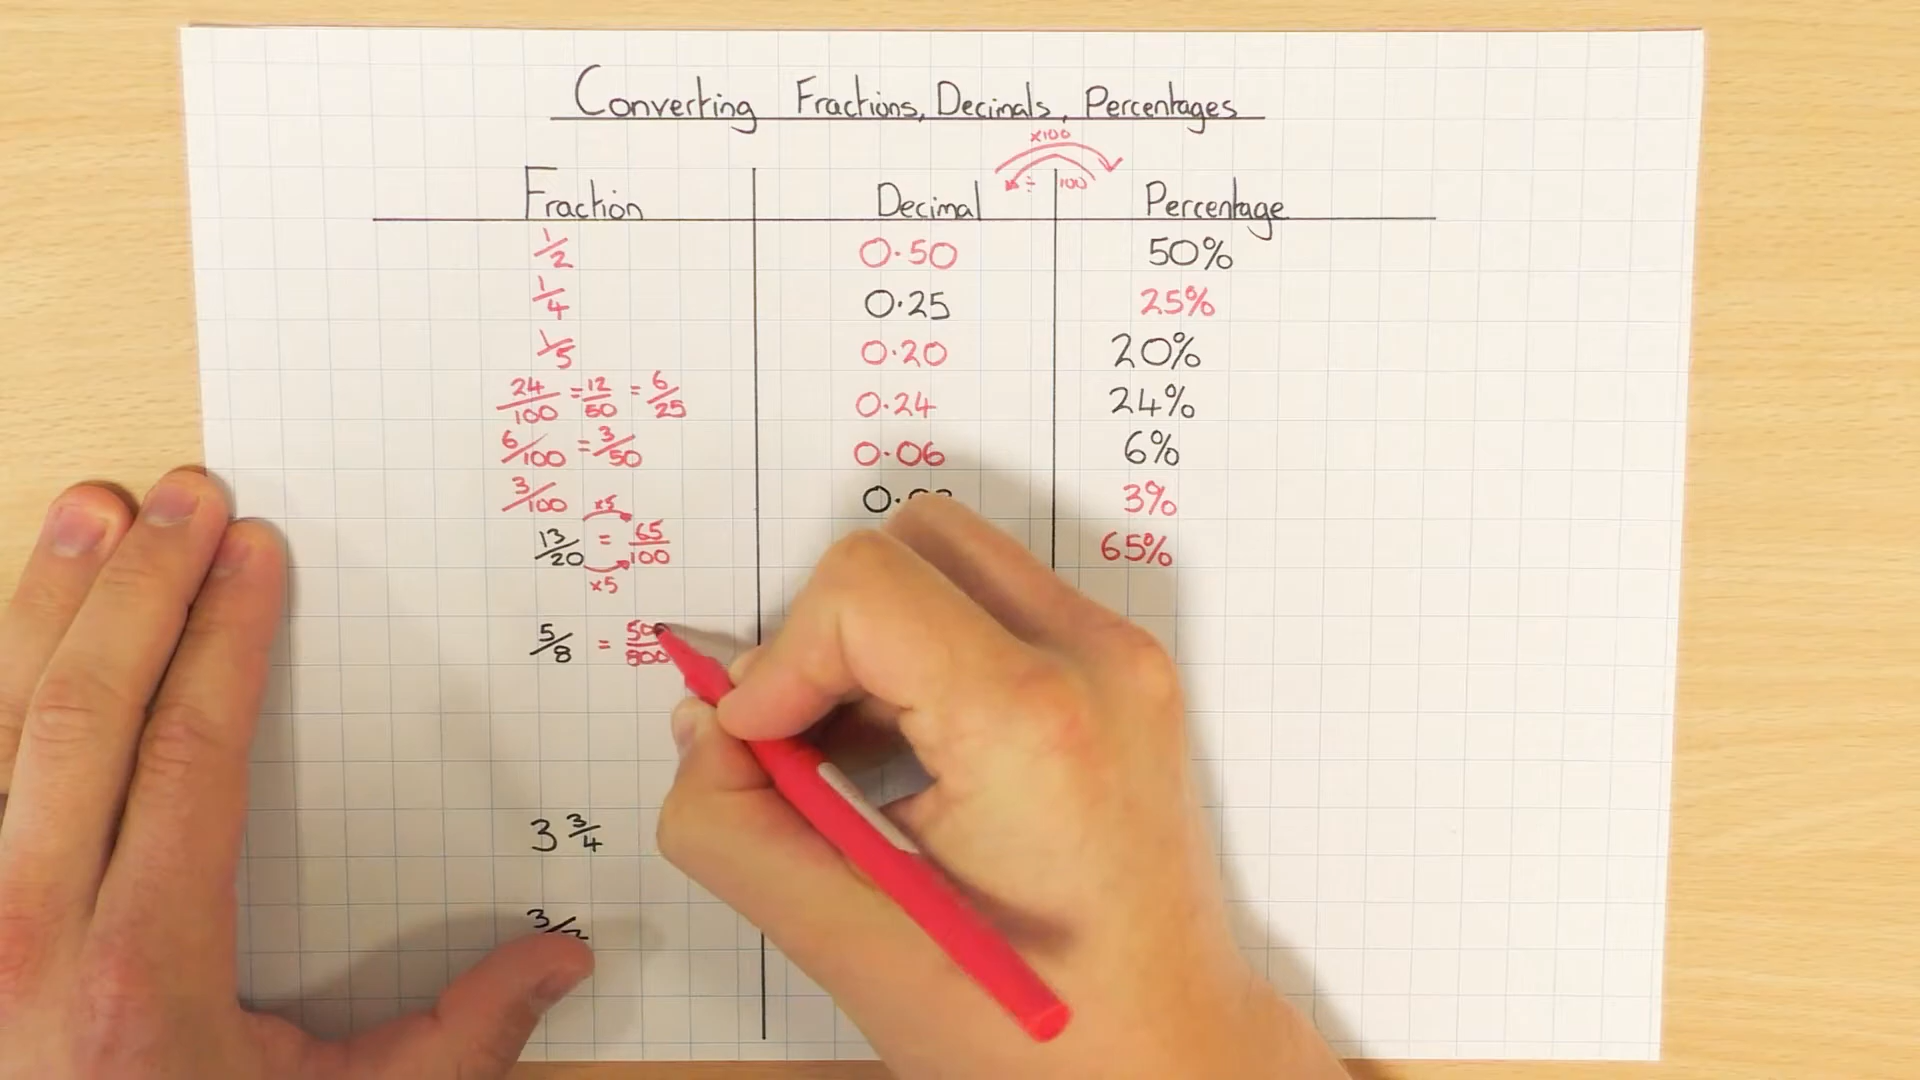 Converting Fractions, Decimals, Percentages
×100
÷ 100
Fraction Decimal Percentage
1/2 0.50 50%
1/4 0.25 25%
1/5 0.20 20%
24/100 = 12/50 = 6/25 0.24 24%
6/100 = 3/50 0.06 6%
3/100 3%
×5
13/20 = 65/100 65%
×5
5/8 = 500/800
3 3/4